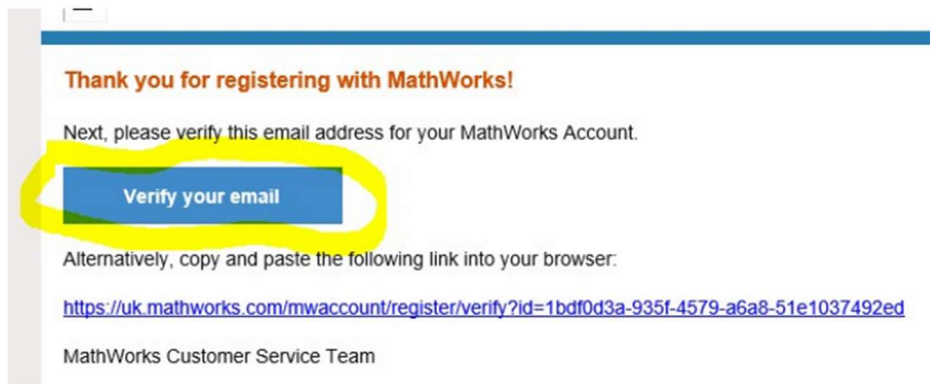 Thank you for registering with MathWorks!
Next, please verify this email address for your MathWorks Account.
Verify your email
Alternatively, copy and paste the following link into your browser:
https://uk.mathworks.com/mwaccount/register/verify?id=1bdf0d3a-935f-4579-a6a8-51e1037492ed
MathWorks Customer Service Team